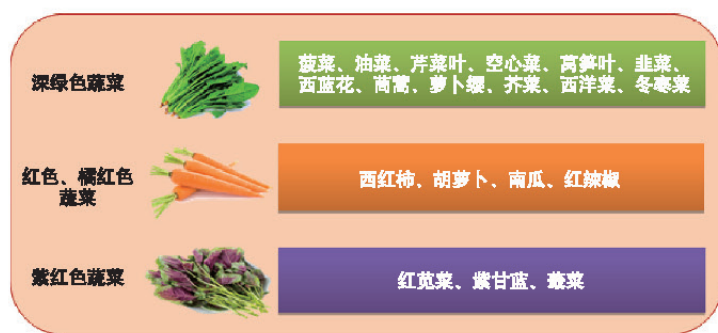 深绿色蔬菜
菠菜、油菜、芹菜叶、空心菜、莴笋叶、韭菜、
西蓝花、茼蒿、萝卜缨、芥菜、西洋菜、冬寒菜
红色、橘红色
蔬菜
西红柿、胡萝卜、南瓜、红辣椒
紫红色蔬菜
红苋菜、紫甘蓝、蕺菜